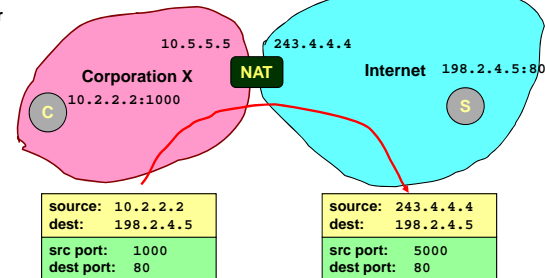 r
10.5.5.5
243.4.4.4
NAT
Corporation X
Internet
198.2.4.5:80
10.2.2.2:1000
C
S
source: 10.2.2.2
dest: 198.2.4.5
src port: 1000
dest port: 80
source: 243.4.4.4
dest: 198.2.4.5
src port: 5000
dest port: 80